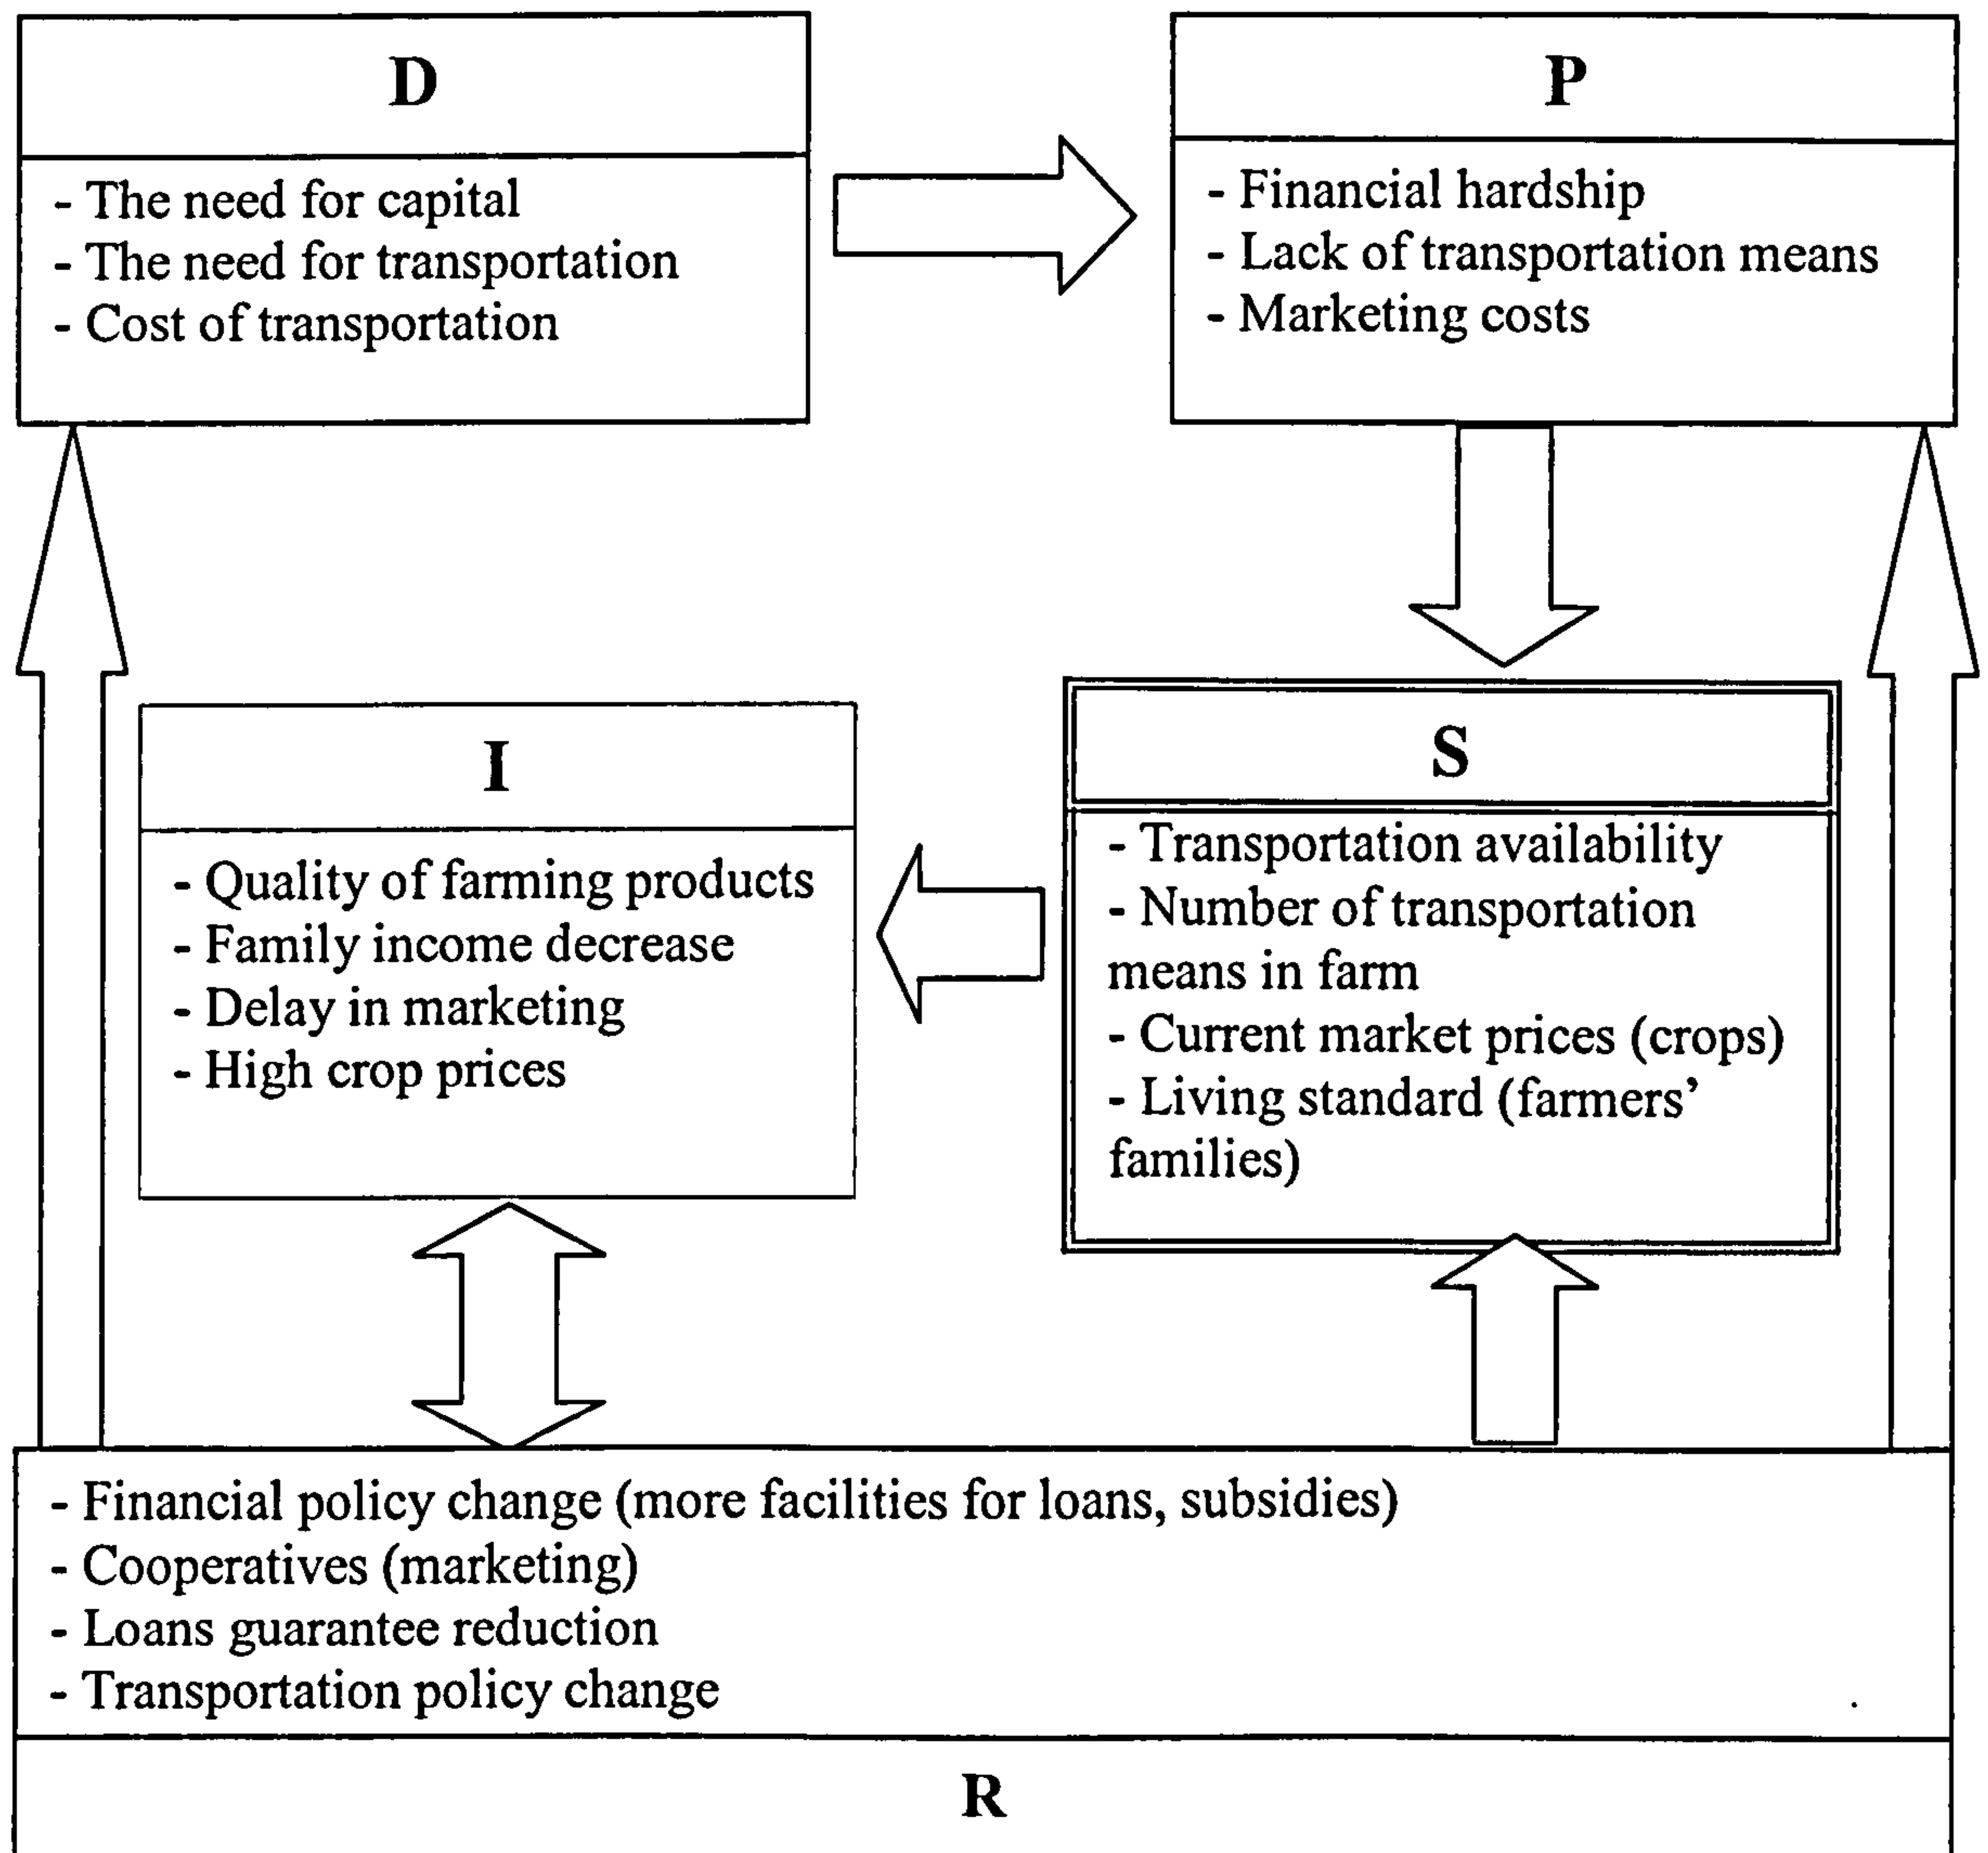 D
- The need for capital
- The need for transportation
- Cost of transportation
P
- Financial hardship
- Lack of transportation means
- Marketing costs
I
- Quality of farming products
- Family income decrease
- Delay in marketing
- High crop prices
S
- Transportation availability
- Number of transportation
means in farm
- Current market prices (crops)
- Living standard (farmers’
families)
- Financial policy change (more facilities for loans, subsidies)
- Cooperatives (marketing)
- Loans guarantee reduction
- Transportation policy change
R